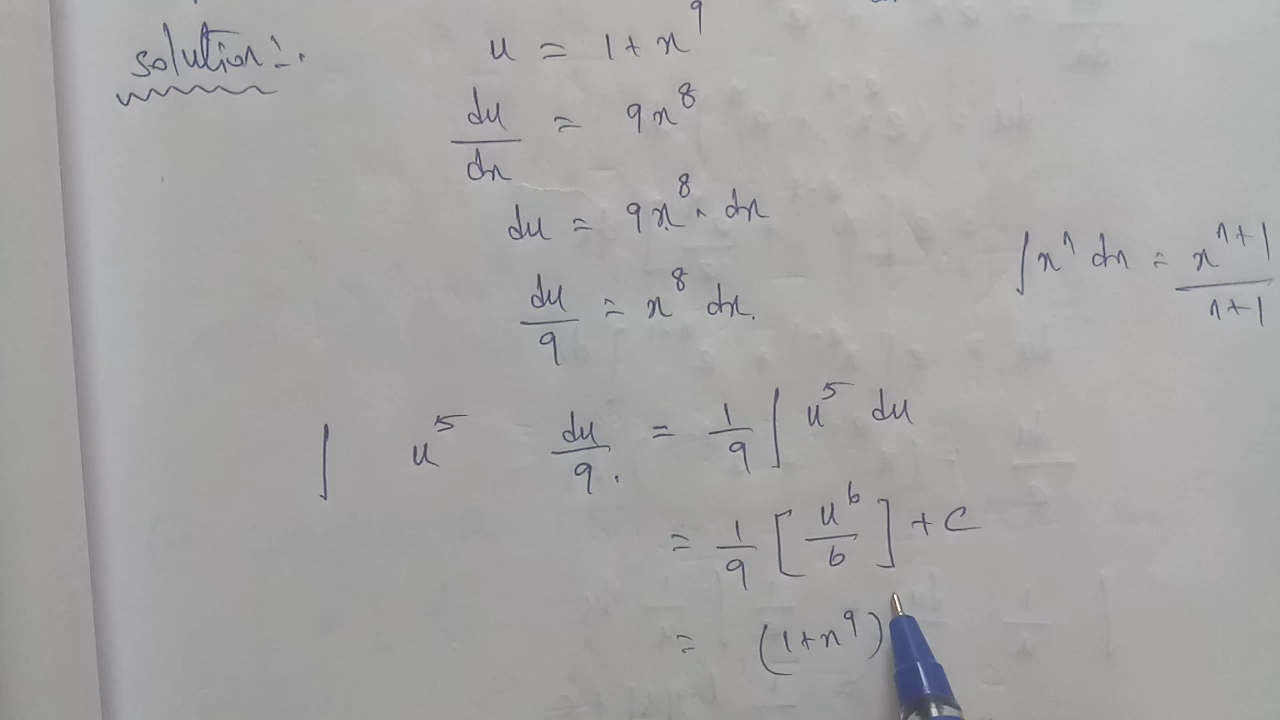 solution:-
u = 1 + x^9
du/dx = 9x^8
du = 9x^8 . dx
du/9 = x^8 dx.
∫x^n dx = x^(n+1)/(n+1)
∫ u^5 du/9. = 1/9 ∫ u^5 du
= 1/9 [u^6/6] + C
= (1+x^9)